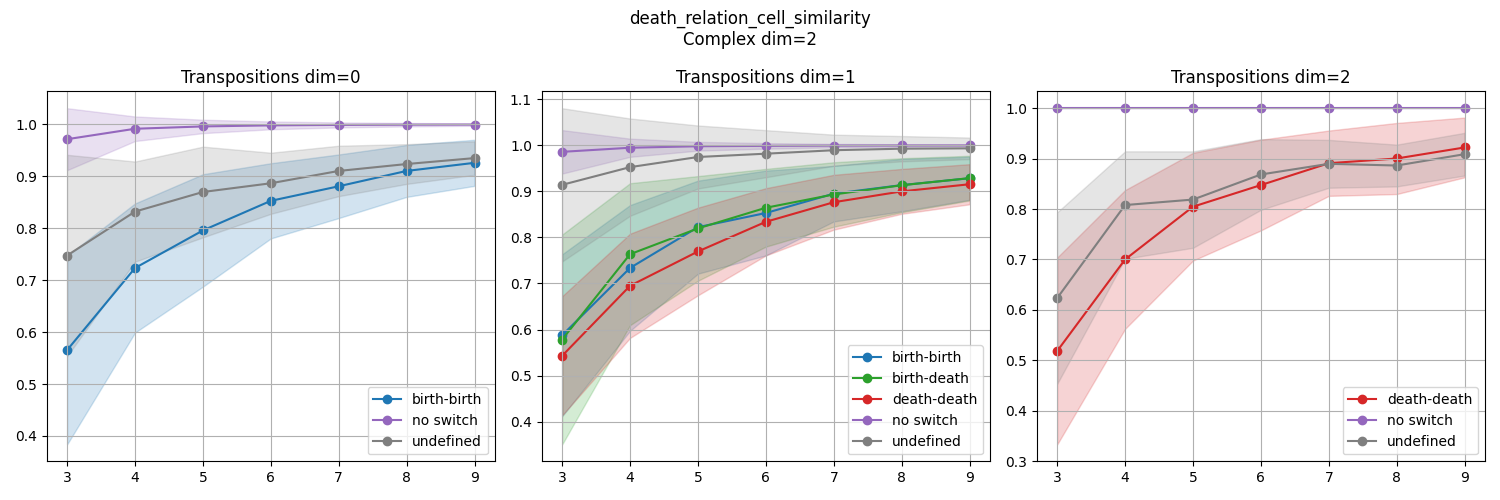 death_relation_cell_similarity
Complex dim=2
Transpositions dim=0
1.0
0.9
0.8
0.7
0.6
0.5
0.4
3 4 5 6 7 8 9
birth-birth
no switch
undefined
Transpositions dim=1
1.1
1.0
0.9
0.8
0.7
0.6
0.5
0.4
3 4 5 6 7 8 9
birth-birth
birth-death
death-death
no switch
undefined
Transpositions dim=2
1.0
0.9
0.8
0.7
0.6
0.5
0.4
0.3
3 4 5 6 7 8 9
death-death
no switch
undefined